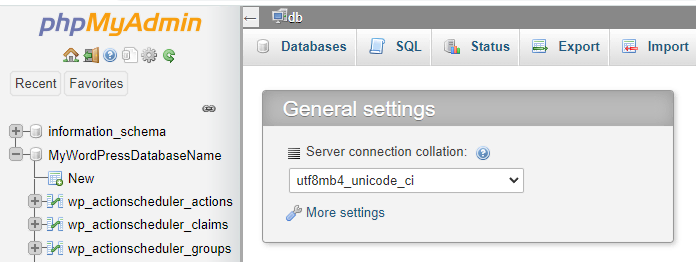 phpMyAdmin
Recent Favorites
information_schema
MyWordPressDatabaseName
New
wp_actionscheduler_actions
wp_actionscheduler_claims
wp_actionscheduler_groups
db
Databases SQL Status Export Import
General settings
Server connection collation:
utf8mb4_unicode_ci
More settings